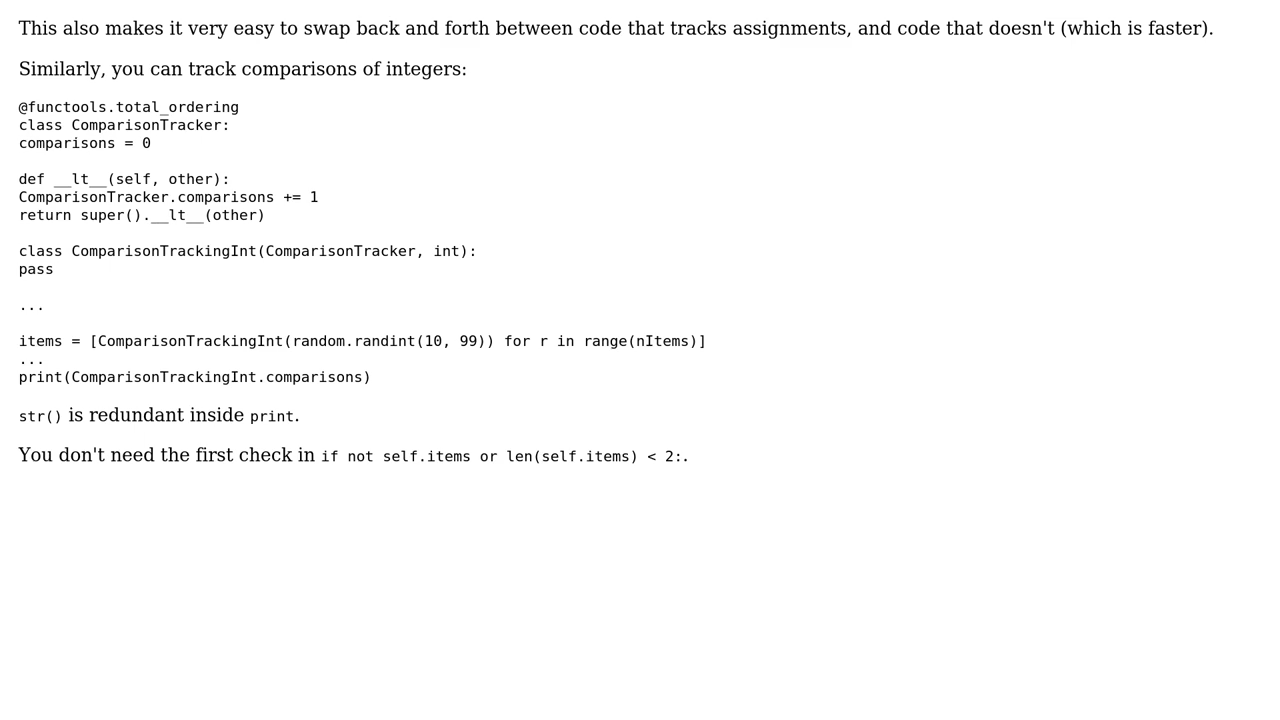 This also makes it very easy to swap back and forth between code that tracks assignments, and code that doesn't (which is faster).
Similarly, you can track comparisons of integers:
@functools.total_ordering
class ComparisonTracker:
comparisons = 0
def __lt__(self, other):
ComparisonTracker.comparisons += 1
return super().__lt__(other)
class ComparisonTrackingInt(ComparisonTracker, int):
pass
...
items = [ComparisonTrackingInt(random.randint(10, 99)) for r in range(nItems)]
...
print(ComparisonTrackingInt.comparisons)
str() is redundant inside print.
You don't need the first check in if not self.items or len(self.items) < 2:.